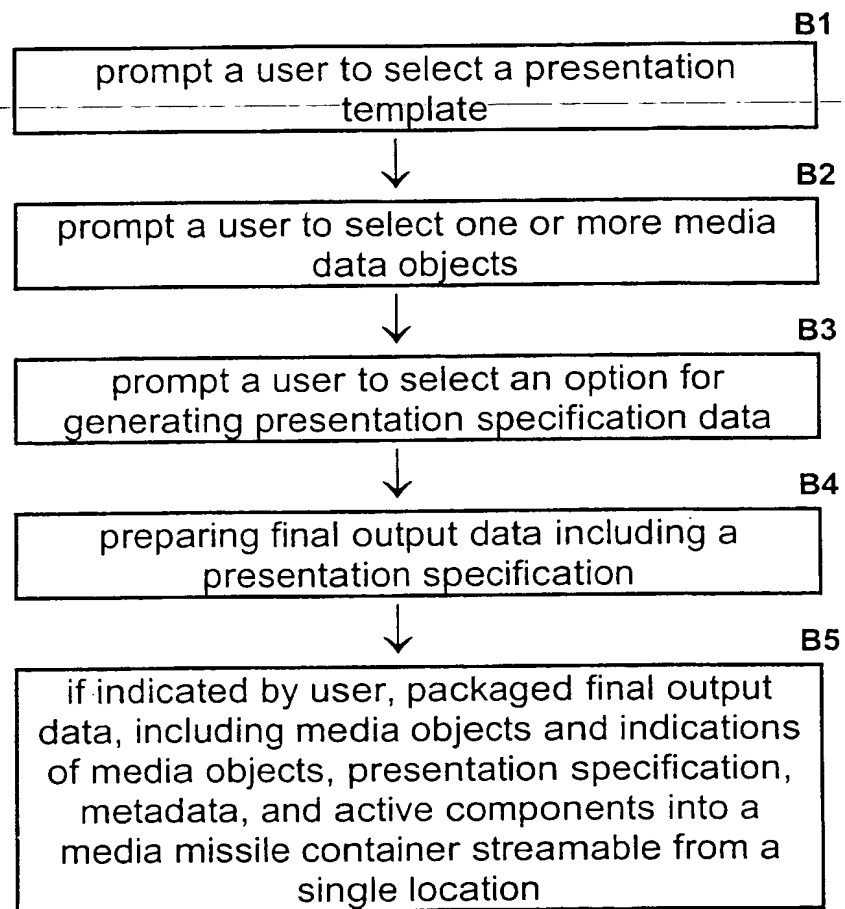 B1
prompt a user to select a presentation
template
B2
prompt a user to select one or more media
data objects
B3
prompt a user to select an option for
generating presentation specification data
B4
preparing final output data including a
presentation specification
B5
if indicated by user, packaged final output
data, including media objects and indications
of media objects, presentation specification,
metadata, and active components into a
media missile container streamable from a
single location